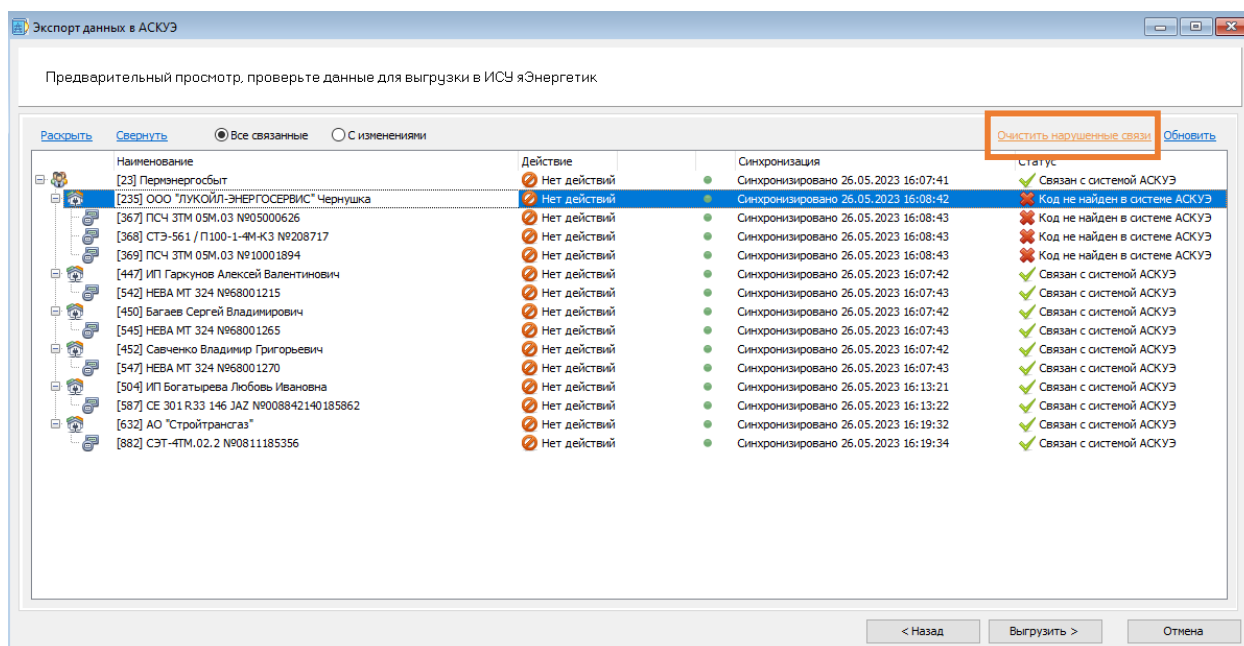 Экспорт данных в АСКУЭ
Предварительный просмотр, проверьте данные для выгрузки в ИСУ яЭнергетик
Раскрыть Свернуть Все связанные С изменениями Очистить нарушенные связи Обновить
Наименование Действие Синхронизация Статус
[23] Пермэнергосбыт Нет действий Синхронизировано 26.05.2023 16:07:41 Связан с системой АСКУЭ
[235] ООО "ЛУКОЙЛ-ЭНЕРГОСЕРВИС" Чернушка Нет действий Синхронизировано 26.05.2023 16:08:42 Код не найден в системе АСКУЭ
[367] ПСЧ 3ТМ 05М.03 №05000626 Нет действий Синхронизировано 26.05.2023 16:08:43 Код не найден в системе АСКУЭ
[368] СТЭ-561 / П100-1-4М-К3 №208717 Нет действий Синхронизировано 26.05.2023 16:08:43 Код не найден в системе АСКУЭ
[369] ПСЧ 3ТМ 05М.03 №10001894 Нет действий Синхронизировано 26.05.2023 16:08:43 Код не найден в системе АСКУЭ
[447] ИП Гаркунов Алексей Валентинович Нет действий Синхронизировано 26.05.2023 16:07:42 Связан с системой АСКУЭ
[542] НЕВА МТ 324 №68001215 Нет действий Синхронизировано 26.05.2023 16:07:43 Связан с системой АСКУЭ
[450] Багаев Сергей Владимирович Нет действий Синхронизировано 26.05.2023 16:07:42 Связан с системой АСКУЭ
[545] НЕВА МТ 324 №68001265 Нет действий Синхронизировано 26.05.2023 16:07:43 Связан с системой АСКУЭ
[452] Савченко Владимир Григорьевич Нет действий Синхронизировано 26.05.2023 16:07:42 Связан с системой АСКУЭ
[547] НЕВА МТ 324 №68001270 Нет действий Синхронизировано 26.05.2023 16:07:43 Связан с системой АСКУЭ
[504] ИП Богатырева Любовь Ивановна Нет действий Синхронизировано 26.05.2023 16:13:21 Связан с системой АСКУЭ
[587] CE 301 R33 146 JAZ №008842140185862 Нет действий Синхронизировано 26.05.2023 16:13:22 Связан с системой АСКУЭ
[632] АО "Стройтрансгаз" Нет действий Синхронизировано 26.05.2023 16:19:32 Связан с системой АСКУЭ
[882] СЭТ-4ТМ.02.2 №0811185356 Нет действий Синхронизировано 26.05.2023 16:19:34 Связан с системой АСКУЭ
< Назад Выгрузить > Отмена